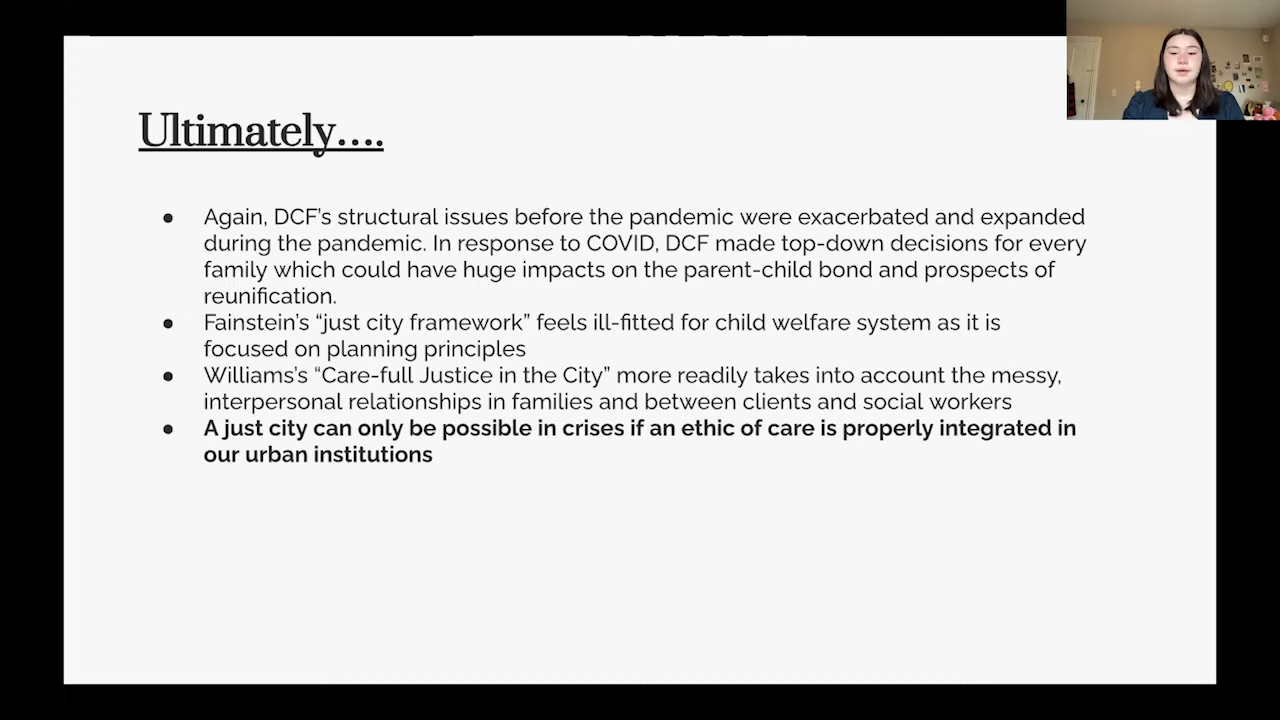 Ultimately....
● Again, DCF’s structural issues before the pandemic were exacerbated and expanded
during the pandemic. In response to COVID, DCF made top-down decisions for every
family which could have huge impacts on the parent-child bond and prospects of
reunification.
● Fainstein’s “just city framework” feels ill-fitted for child welfare system as it is
focused on planning principles
● Williams’s “Care-full Justice in the City” more readily takes into account the messy,
interpersonal relationships in families and between clients and social workers
● A just city can only be possible in crises if an ethic of care is properly integrated in
our urban institutions